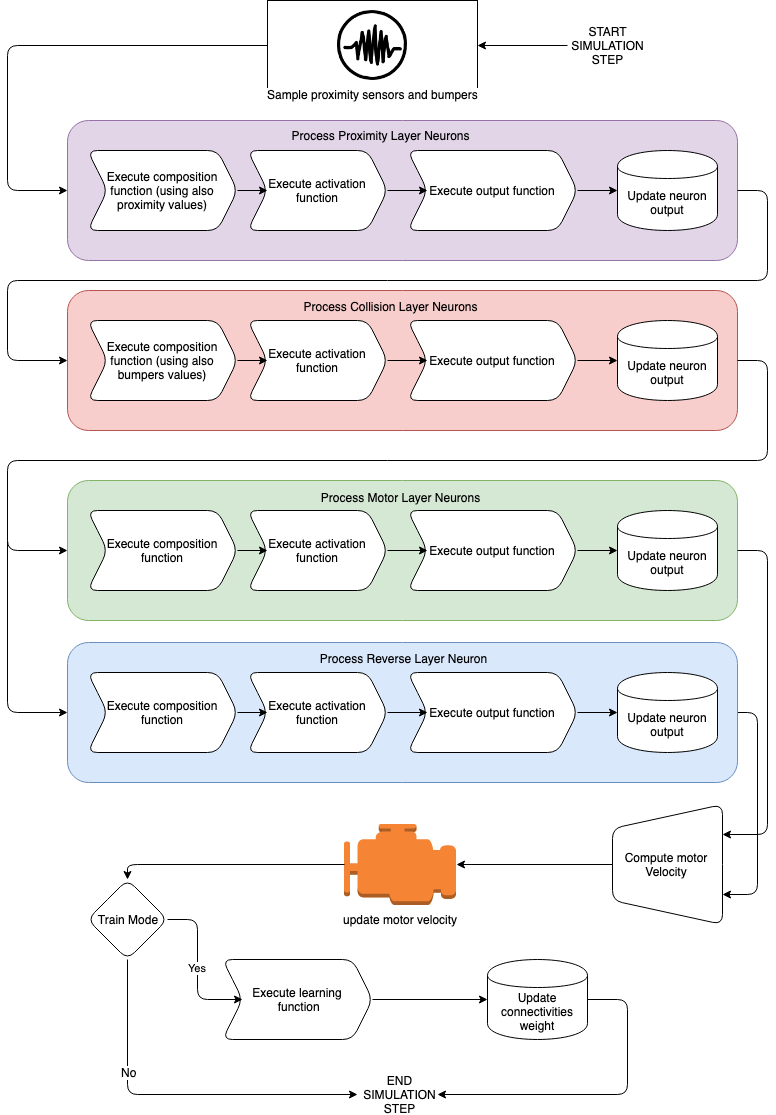 START
SIMULATION
STEP
Sample proximity sensors and bumpers
Process Proximity Layer Neurons
Execute composition
function (using also
proximity values)
Execute activation
function
Execute output function
Update neuron
output
Process Collision Layer Neurons
Execute composition
function (using also
bumpers values)
Execute activation
function
Execute output function
Update neuron
output
Process Motor Layer Neurons
Execute composition
function
Execute activation
function
Execute output function
Update neuron
output
Process Reverse Layer Neuron
Execute composition
function
Execute activation
function
Execute output function
Update neuron
output
Compute motor
Velocity
update motor velocity
Train Mode
Yes
Execute learning
function
Update
connectivities
weight
No
END
SIMULATION
STEP